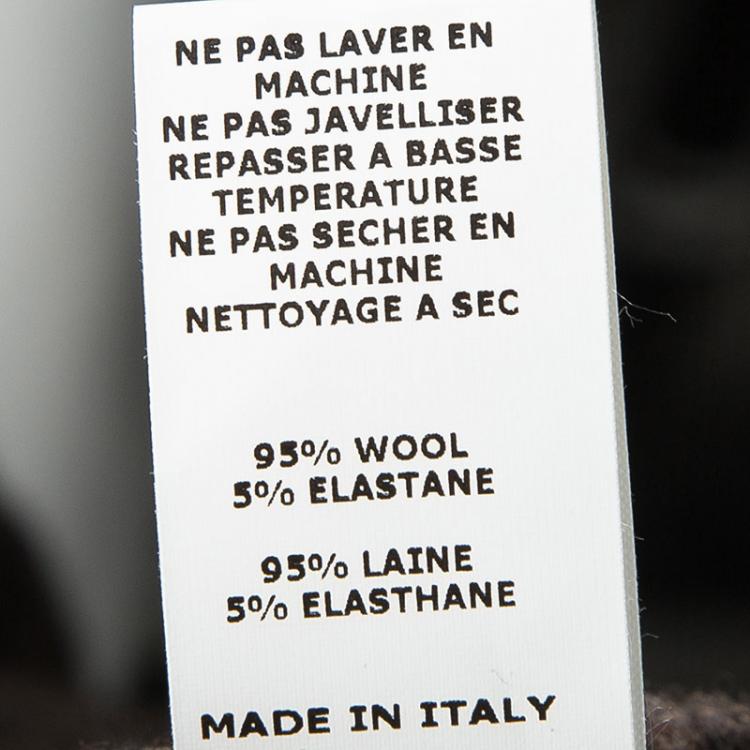 NE PAS LAVER EN
MACHINE
NE PAS JAVELLISER
REPASSER A BASSE
TEMPERATURE
NE PAS SECHER EN
MACHINE
NETTOYAGE A SEC
95% WOOL
5% ELASTANE
95% LAINE
5% ELASTHANE
MADE IN ITALY